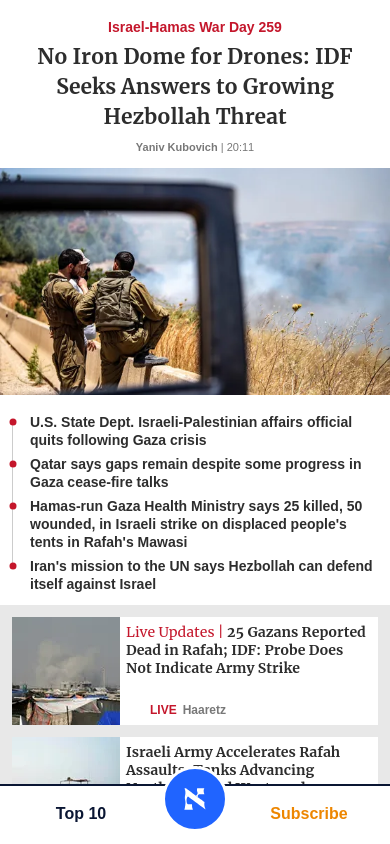 Israel-Hamas War Day 259
No Iron Dome for Drones: IDF
Seeks Answers to Growing
Hezbollah Threat
Yaniv Kubovich | 20:11
U.S. State Dept. Israeli-Palestinian affairs official
quits following Gaza crisis
Qatar says gaps remain despite some progress in
Gaza cease-fire talks
Hamas-run Gaza Health Ministry says 25 killed, 50
wounded, in Israeli strike on displaced people's
tents in Rafah's Mawasi
Iran's mission to the UN says Hezbollah can defend
itself against Israel
Live Updates | 25 Gazans Reported
Dead in Rafah; IDF: Probe Does
Not Indicate Army Strike
LIVE Haaretz
Israeli Army Accelerates Rafah
Assault, Tanks Advancing
Top 10
Subscribe